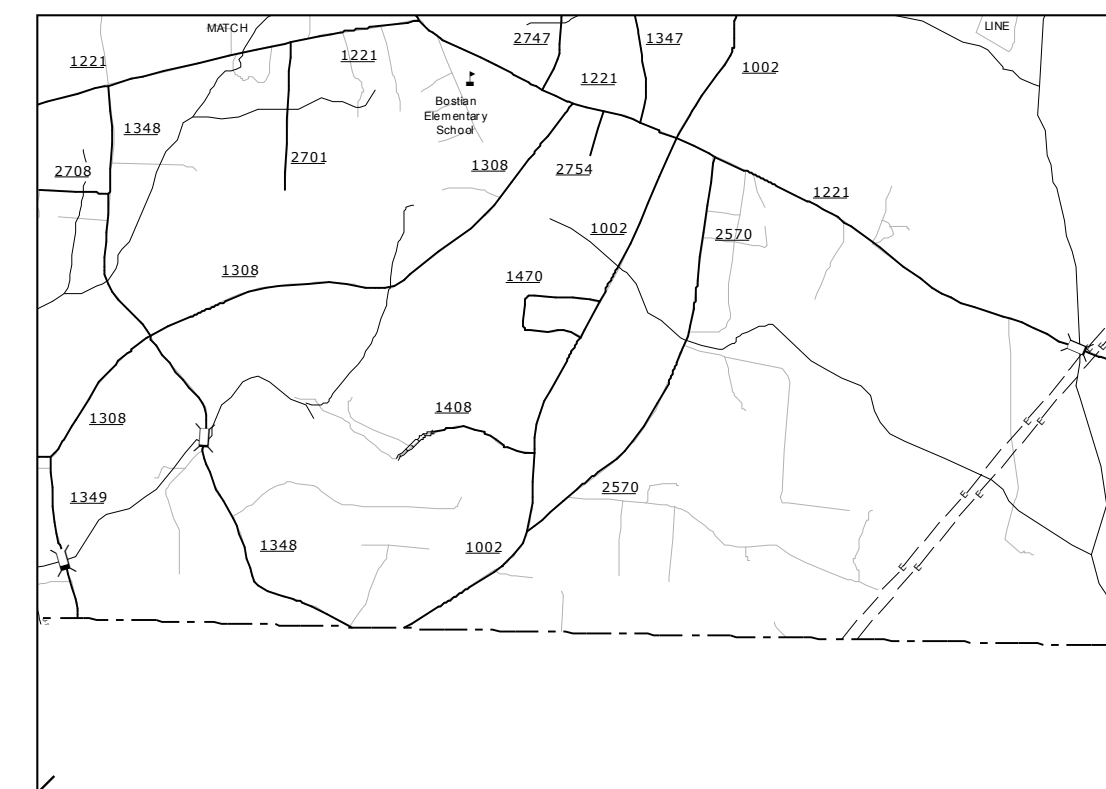 MATCH
LINE
2747
1347
1221
1221
1002
1221
Bostian
Elementary
School
1348
2701
1308
2754
2708
1221
1002
2570
1308
1470
1408
1308
2570
1349
1348
1002
E
E
E
E
E
E
E
E